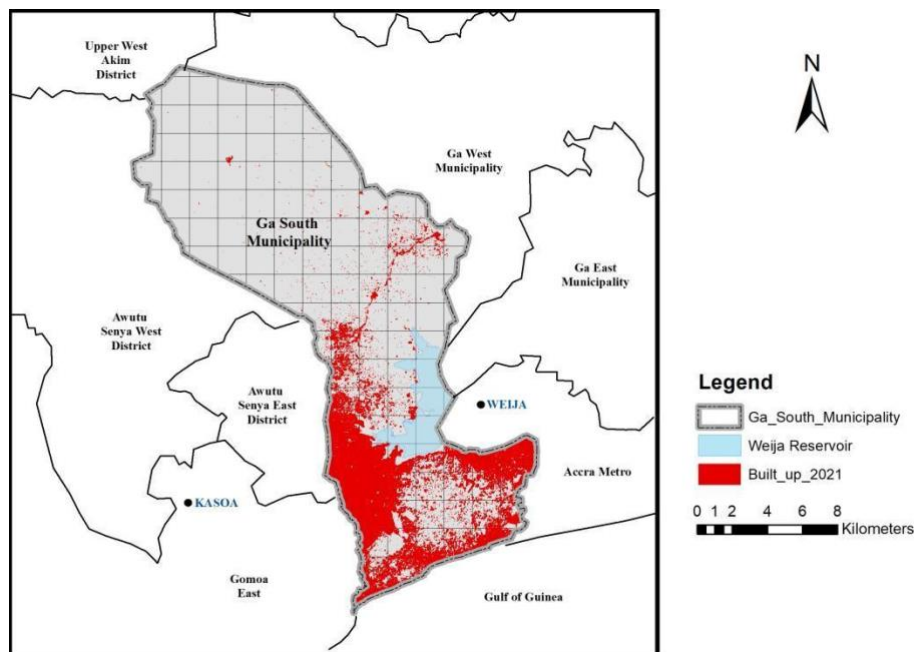 Upper West
Akim
District
N
Ga West
Municipality
Ga South
Municipality
Ga East
Municipality
Awutu
Senya West
District
Awutu
Senya East
District
WEIJA
KASOA
Accra Metro
Gomoa
East
Gulf of Guinea
Legend
Ga_South_Municipality
Weija Reservoir
Built_up_2021
0 1 2 4 6 8
Kilometers